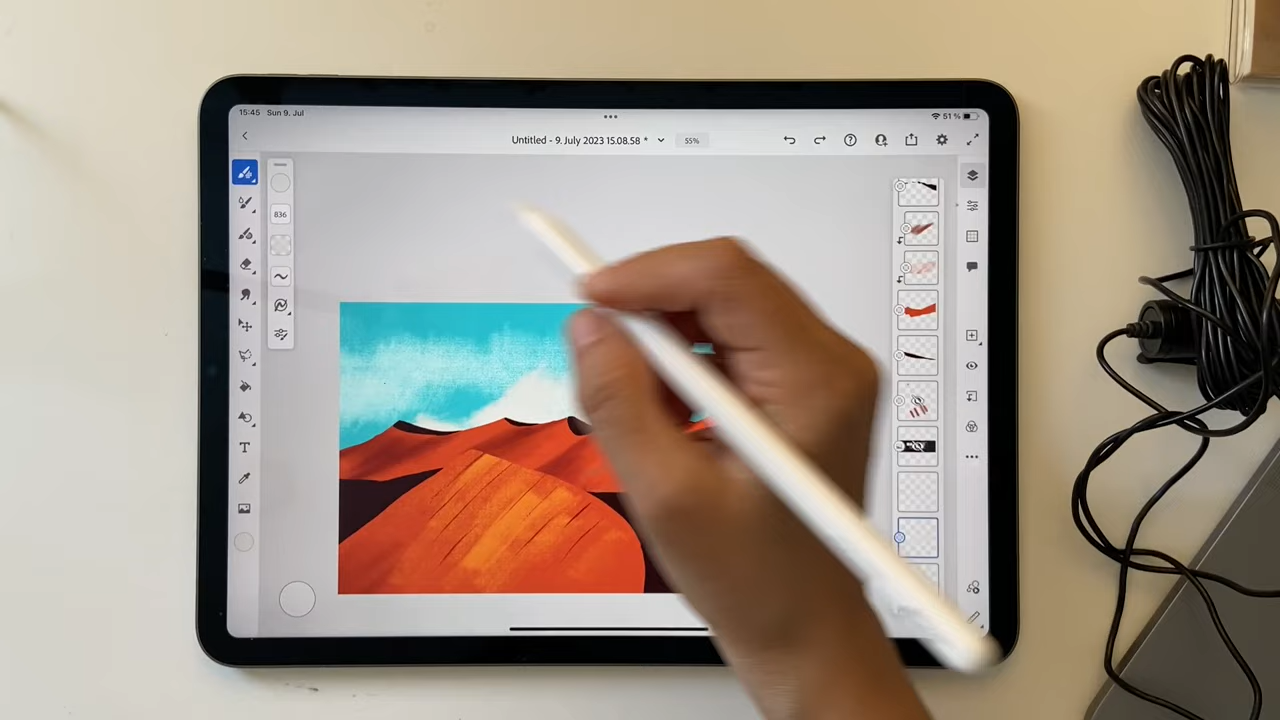 15:45 Sun 9. Jul
51 %
Untitled - 9. July 2023 15.08.58 *
55%
836
T